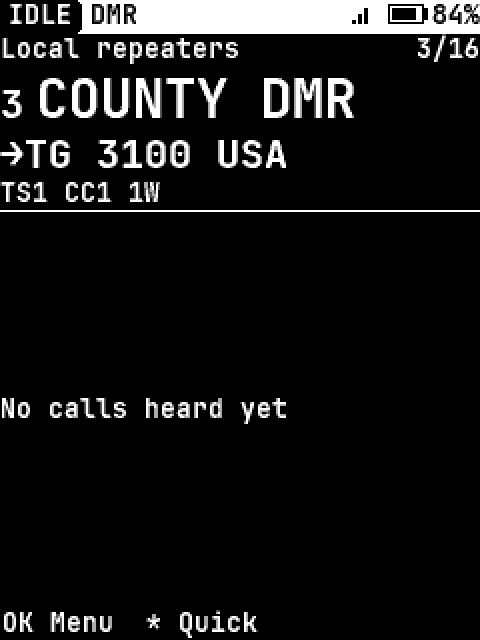 IDLE DMR 84%
Local repeaters 3/16
3 COUNTY DMR
→TG 3100 USA
TS1 CC1 1W
No calls heard yet
OK Menu * Quick